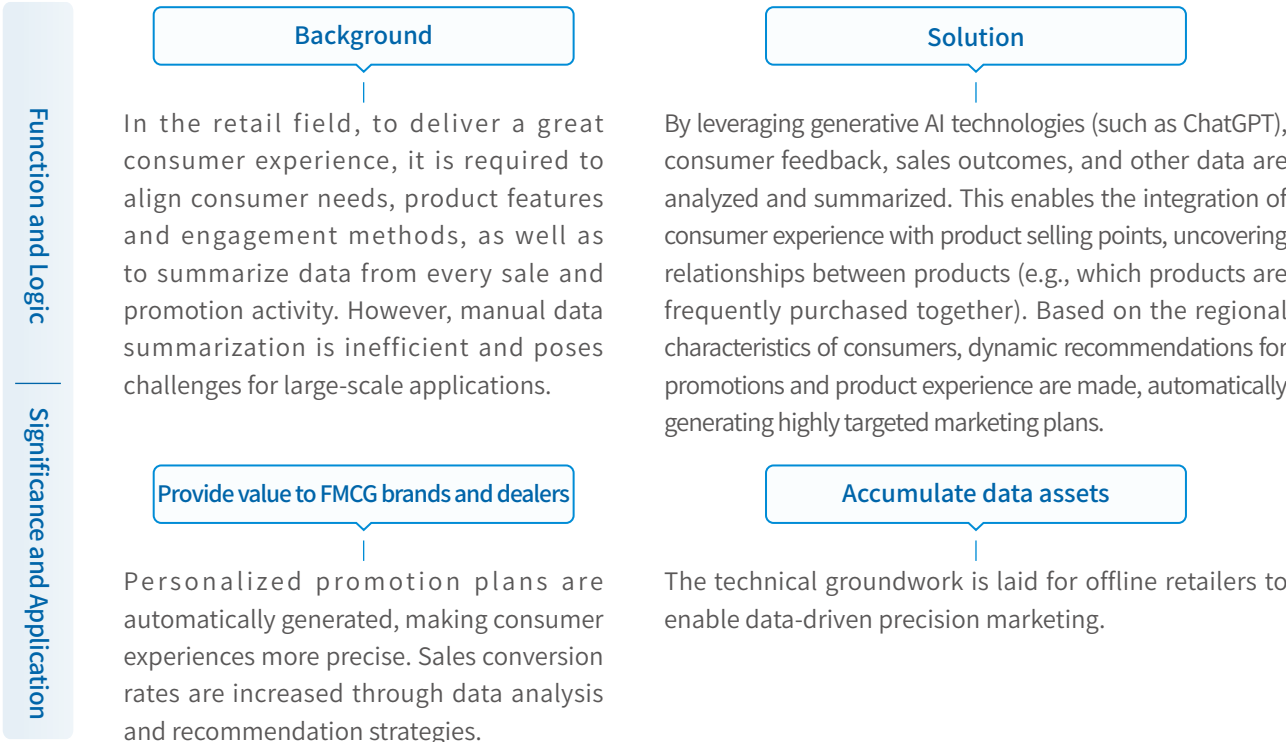 Function and Logic
Background
In the retail field, to deliver a great
consumer experience, it is required to
align consumer needs, product features
and engagement methods, as well as
to summarize data from every sale and
promotion activity. However, manual data
summarization is inefficient and poses
challenges for large-scale applications.
Solution
By leveraging generative AI technologies (such as ChatGPT),
consumer feedback, sales outcomes, and other data are
analyzed and summarized. This enables the integration of
consumer experience with product selling points, uncovering
relationships between products (e.g., which products are
frequently purchased together). Based on the regional
characteristics of consumers, dynamic recommendations for
promotions and product experience are made, automatically
generating highly targeted marketing plans.
Significance and Application
Provide value to FMCG brands and dealers
Personalized promotion plans are
automatically generated, making consumer
experiences more precise. Sales conversion
rates are increased through data analysis
and recommendation strategies.
Accumulate data assets
The technical groundwork is laid for offline retailers to
enable data-driven precision marketing.